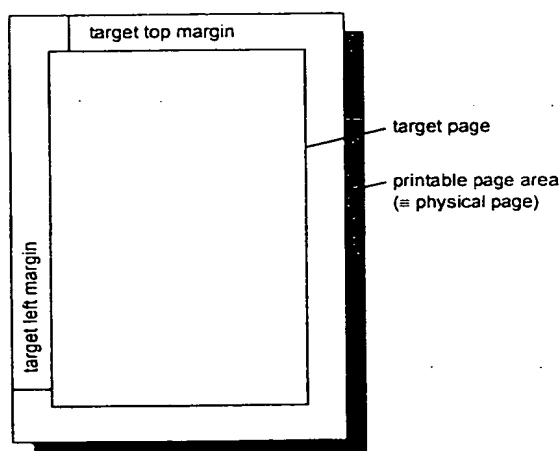 target top margin
target page
printable page area
(≡ physical page)
target left margin